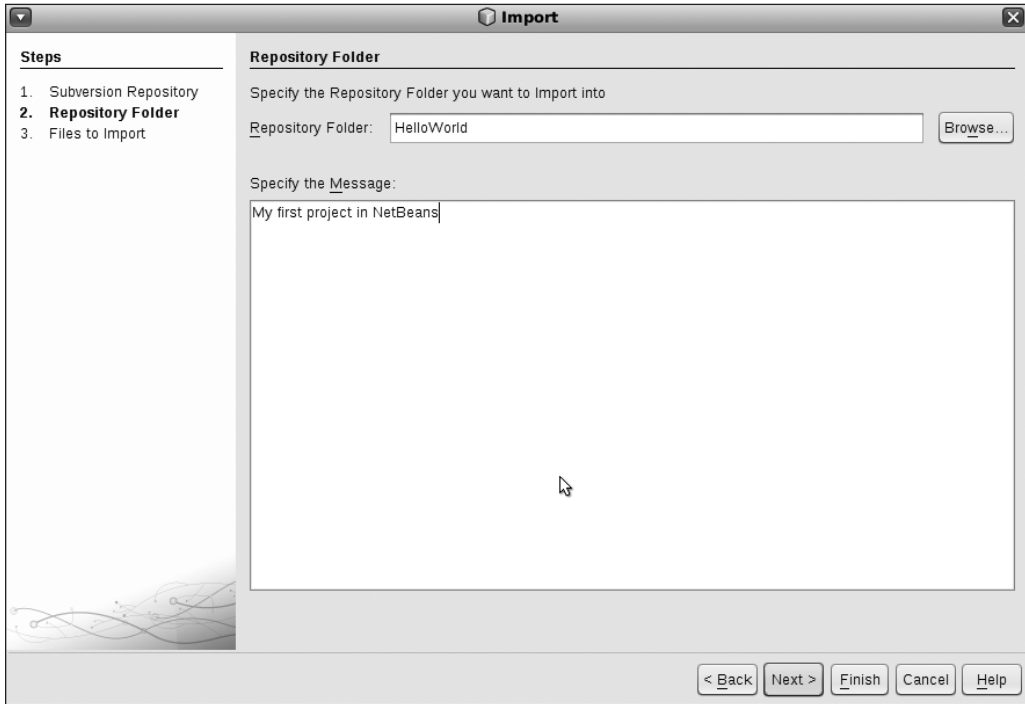 Import
Steps
1. Subversion Repository
2. Repository Folder
3. Files to Import
Repository Folder
Specify the Repository Folder you want to Import into
Repository Folder: HelloWorld Browse...
Specify the Message:
My first project in NetBeans
< Back Next > Finish Cancel Help